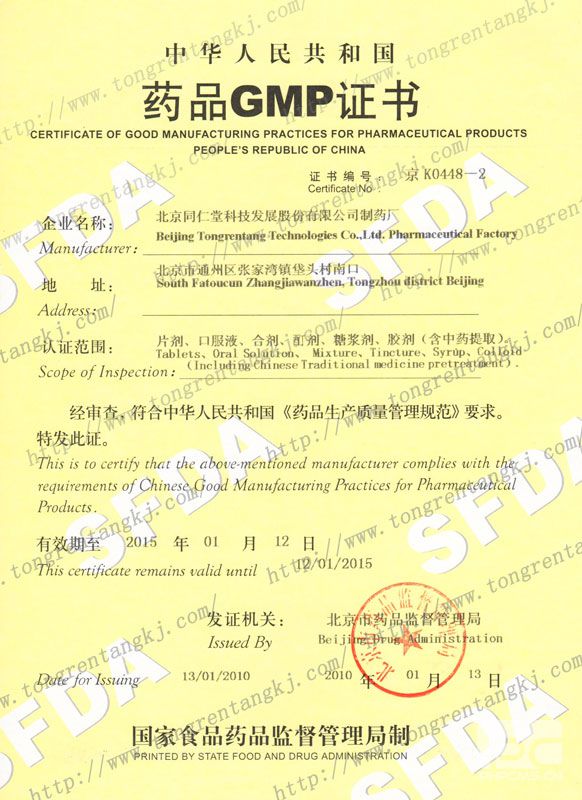 中华人民共和国
药品GMP证书
CERTIFICATE OF GOOD MANUFACTURING PRACTICES FOR PHARMACEUTICAL PRODUCTS
PEOPLE'S REPUBLIC OF CHINA
证书编号: 京K0448-2
Certificate No
企业名称: 北京同仁堂科技发展股份有限公司制药厂
Manufacturer: Beijing Tongrentang Technologies Co.,Ltd. Pharmaceutical Factory
地 址: 北京市通州区张家湾镇垡头村南口
Address: South Fatoucun Zhangjiawanzhen, Tongzhou district Beijing
认证范围: 片剂、口服液、合剂、酊剂、糖浆剂、胶剂(含中药提取)。
Scope of Inspection: Tablets、Oral Solution、 Mixture、Tincture、Syrup、Colloid
(Including Chinese Traditional medicine pretreatment).
经审查,符合中华人民共和国《药品生产质量管理规范》要求。
特发此证。
This is to certify that the above-mentioned manufacturer complies with the
requirements of Chinese Good Manufacturing Practices for Pharmaceutical
Products.
有效期至 2015 年 01 月 12 日
This certificate remains valid until 12/01/2015
发证机关: 北京市药品监督管理局
Issued By Beijing Drug Administration
Date for Issuing 13/01/2010 2010 年 01 月 13 日
国家食品药品监督管理局制
PRINTED BY STATE FOOD AND DRUG ADMINISTRATION
SFDA
http://www.tongrentangkj.com/